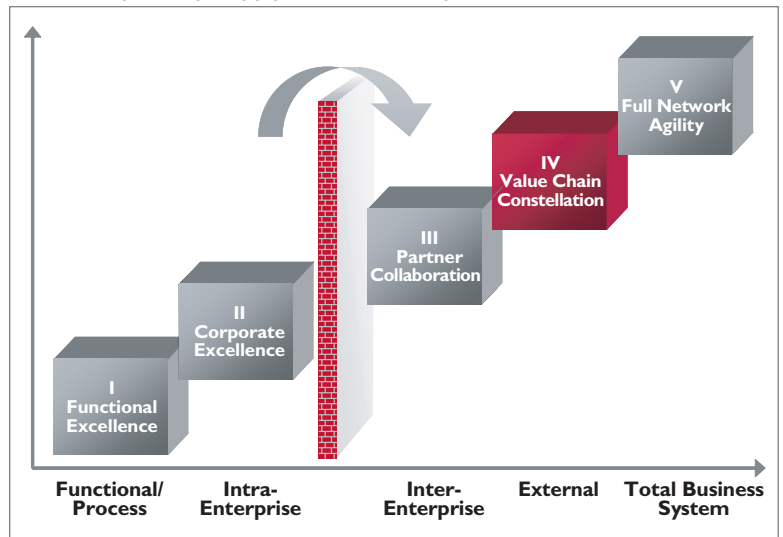 I
Functional
Excellence
II
Corporate
Excellence
III
Partner
Collaboration
IV
Value Chain
Constellation
V
Full Network
Agility
Functional/
Process
Intra-
Enterprise
Inter-
Enterprise
External
Total Business
System